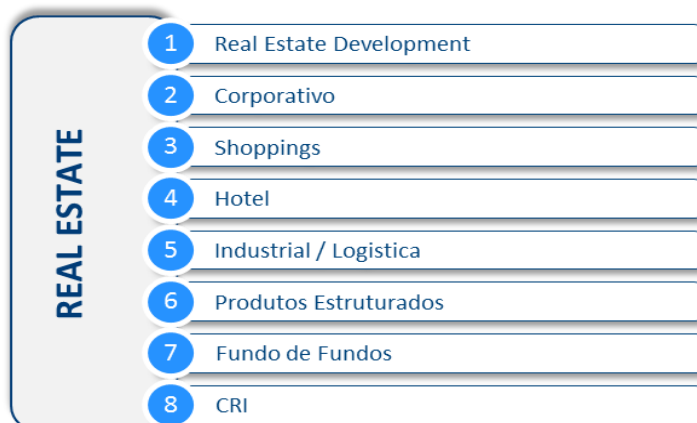 REAL ESTATE
1 Real Estate Development
2 Corporativo
3 Shoppings
4 Hotel
5 Industrial / Logistica
6 Produtos Estruturados
7 Fundo de Fundos
8 CRI